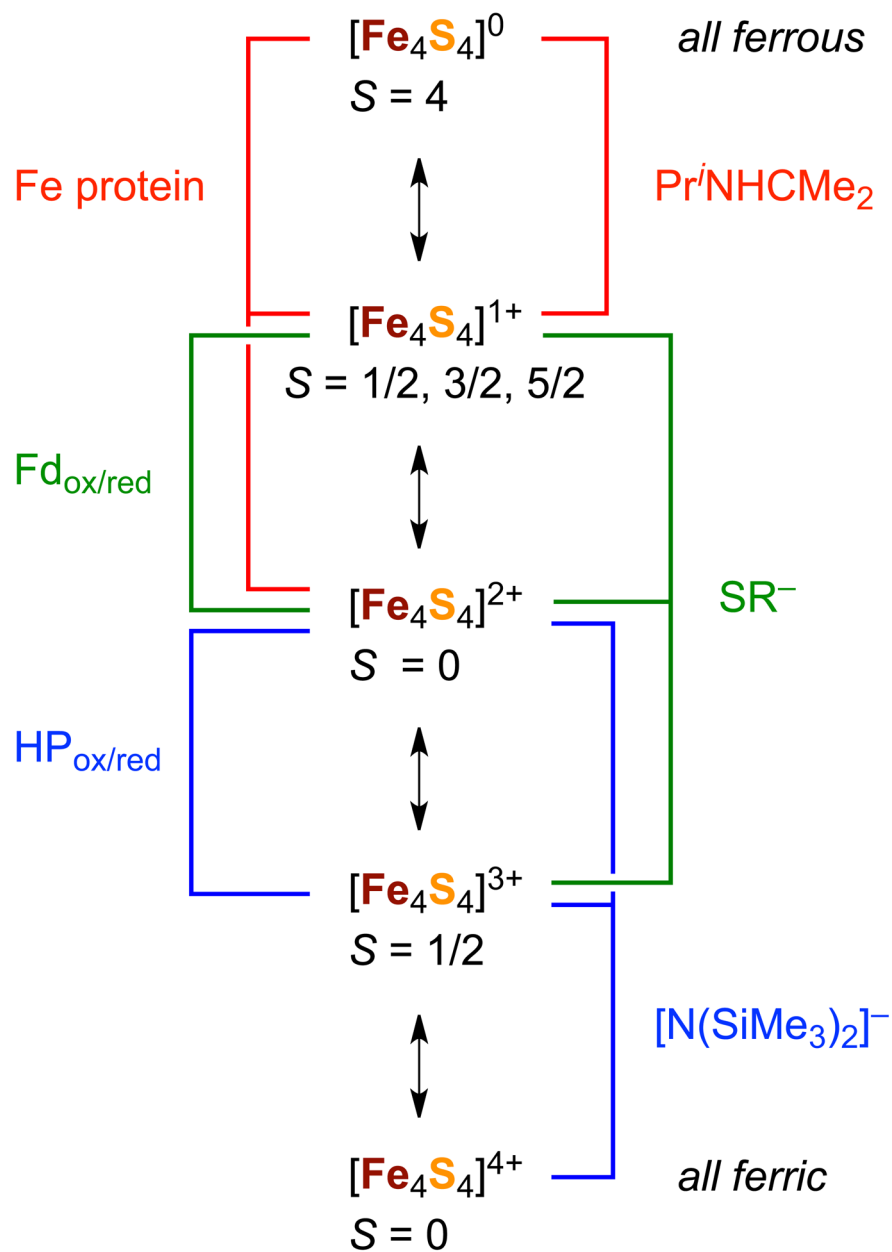 [Fe₄S₄]⁰ all ferrous
S = 4
Fe protein PrⁱNHCMe₂
[Fe₄S₄]¹⁺
S = 1/2, 3/2, 5/2
Fdₒₓ/ᵣₑd
[Fe₄S₄]²⁺ SR⁻
S = 0
HPₒₓ/ᵣₑd
[Fe₄S₄]³⁺
S = 1/2
[N(SiMe₃)₂]⁻
[Fe₄S₄]⁴⁺ all ferric
S = 0